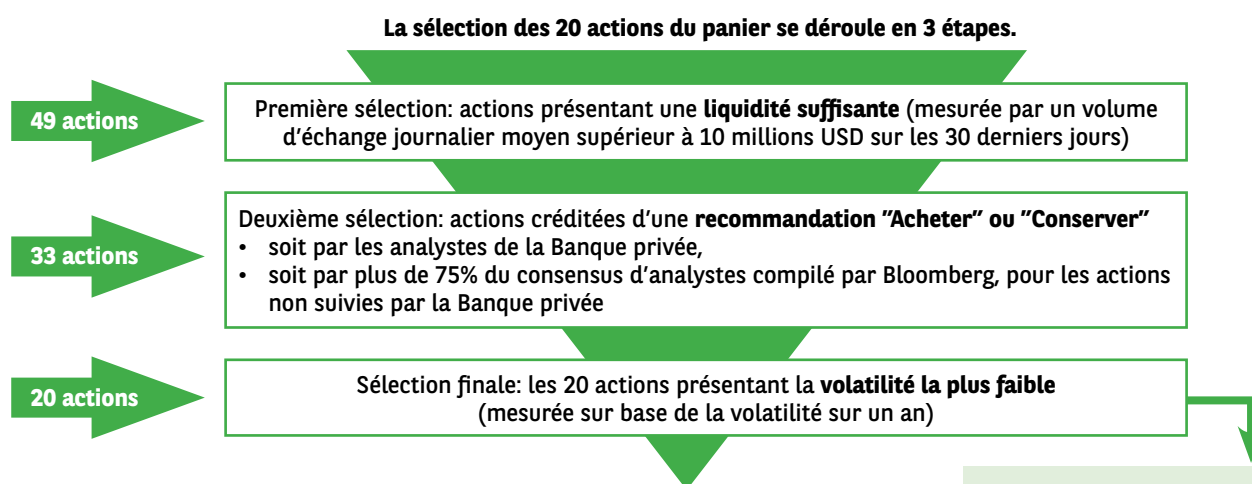 La sélection des 20 actions du panier se déroule en 3 étapes.
49 actions
Première sélection: actions présentant une liquidité suffisante (mesurée par un volume
d'échange journalier moyen supérieur à 10 millions USD sur les 30 derniers jours)
33 actions
Deuxième sélection: actions créditées d'une recommandation "Acheter" ou "Conserver"
• soit par les analystes de la Banque privée,
• soit par plus de 75% du consensus d'analystes compilé par Bloomberg, pour les actions
non suivies par la Banque privée
20 actions
Sélection finale: les 20 actions présentant la volatilité la plus faible
(mesurée sur base de la volatilité sur un an)